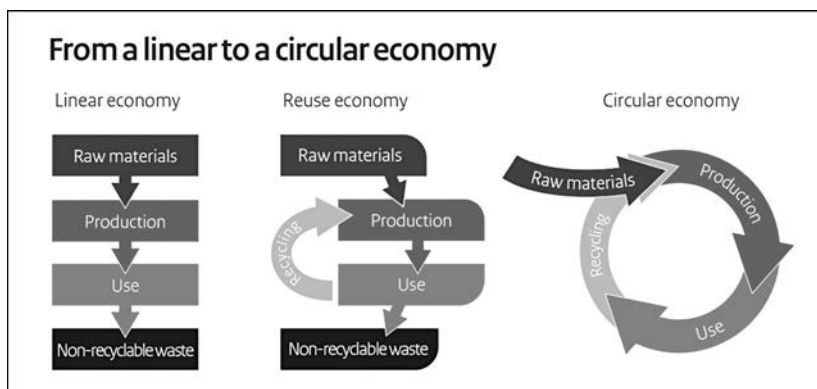 From a linear to a circular economy
Linear economy
Raw materials
Production
Use
Non-recyclable waste
Reuse economy
Raw materials
Production
Recycling
Use
Non-recyclable waste
Circular economy
Raw materials
Production
Use
Recycling